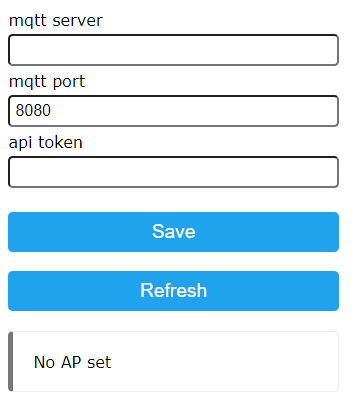 mqtt server
mqtt port
8080
api token
Save
Refresh
No AP set